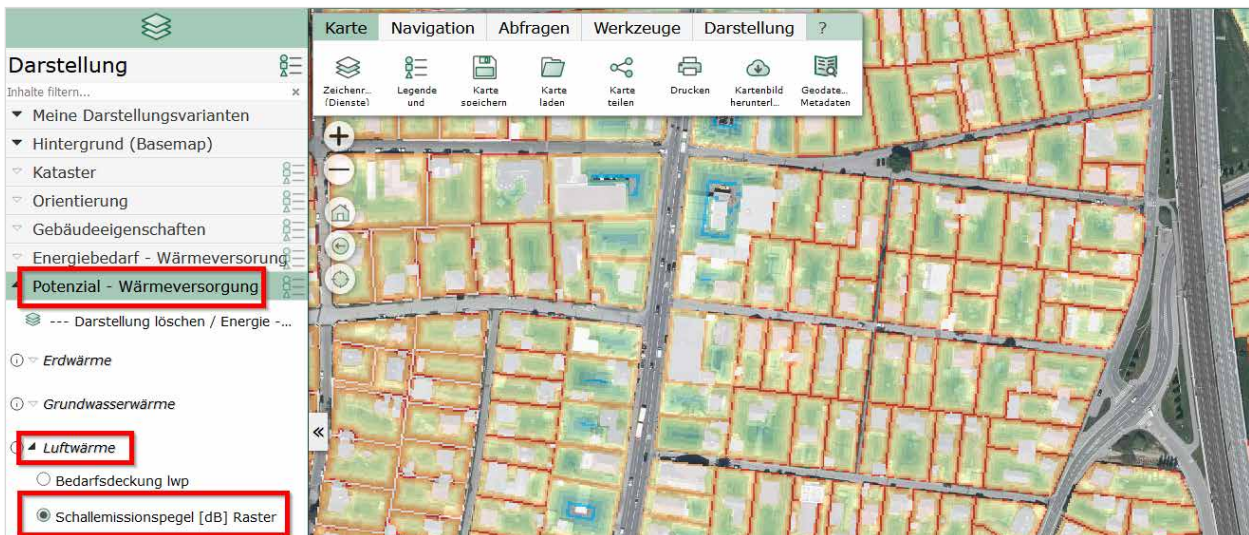 Darstellung
Inhalte filtern...
Meine Darstellungsvarianten
Hintergrund (Basemap)
Kataster
Orientierung
Gebäudeeigenschaften
Energiebedarf - Wärmeversorung
Potenzial - Wärmeversorgung
--- Darstellung löschen / Energie -...
Erdwärme
Grundwasserwärme
Luftwärme
Bedarfsdeckung lwp
Schallemissionspegel [dB] Raster
Karte Navigation Abfragen Werkzeuge Darstellung ?
Zeichenr... (Dienste)
Legende und
Karte speichern
Karte laden
Karte teilen
Drucken
Kartenbild herunterl...
Geodate... Metadaten